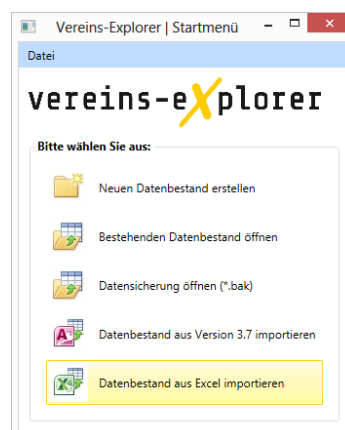 Vereins-Explorer | Startmenü
Datei
vereins-eXplorer
Bitte wählen Sie aus:
Neuen Datenbestand erstellen
Bestehenden Datenbestand öffnen
Datensicherung öffnen (*.bak)
Datenbestand aus Version 3.7 importieren
Datenbestand aus Excel importieren